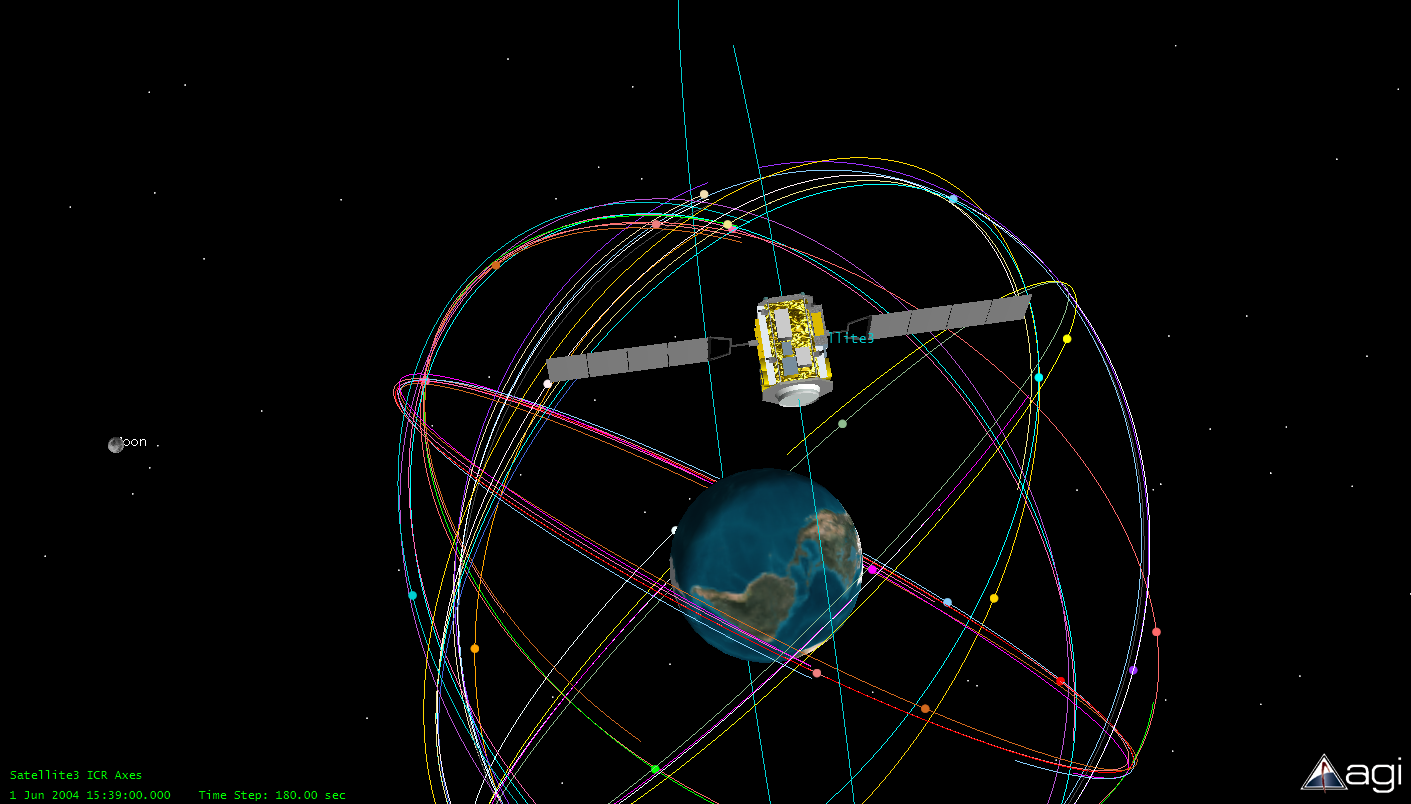 llite3
oon
Satellite3 ICR Axes
1 Jun 2004 15:39:00.000 Time Step: 180.00 sec
agi